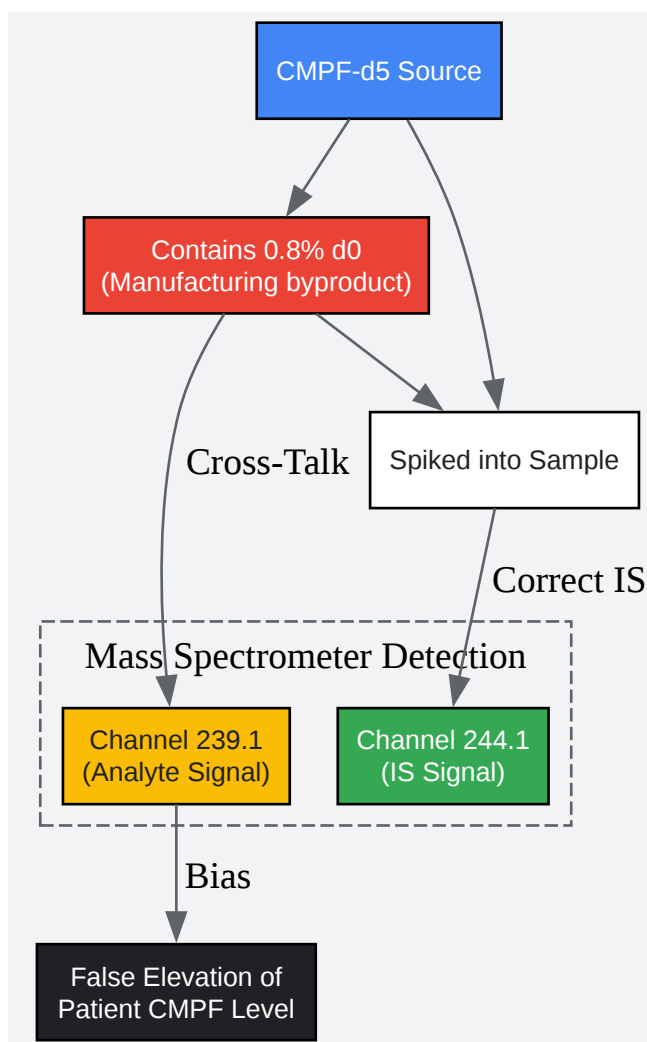 CMPF-d5 Source
Contains 0.8% d0
(Manufacturing byproduct)
Cross-Talk
Spiked into Sample
Correct IS
Mass Spectrometer Detection
Channel 239.1
(Analyte Signal)
Channel 244.1
(IS Signal)
Bias
False Elevation of
Patient CMPF Level